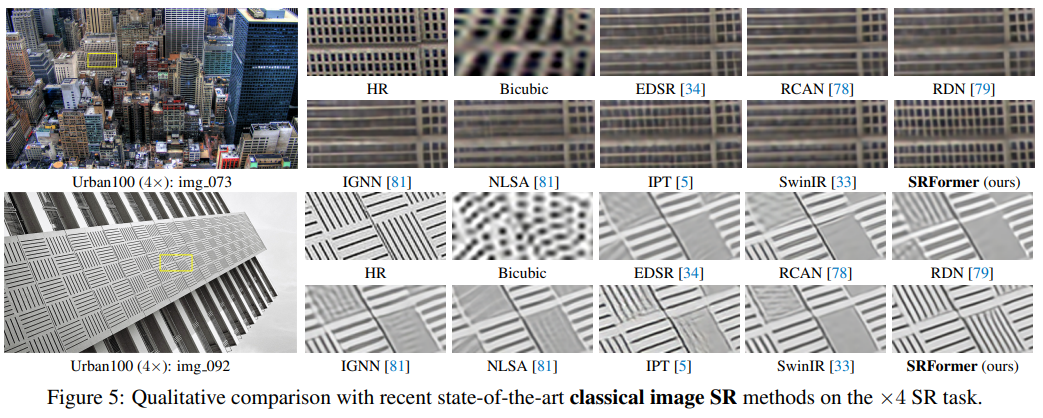 HR Bicubic EDSR [34] RCAN [78] RDN [79]
Urban100 (4×): img_073 IGNN [81] NLSA [81] IPT [5] SwinIR [33] SRFormer (ours)
HR Bicubic EDSR [34] RCAN [78] RDN [79]
Urban100 (4×): img_092 IGNN [81] NLSA [81] IPT [5] SwinIR [33] SRFormer (ours)
Figure 5: Qualitative comparison with recent state-of-the-art classical image SR methods on the ×4 SR task.